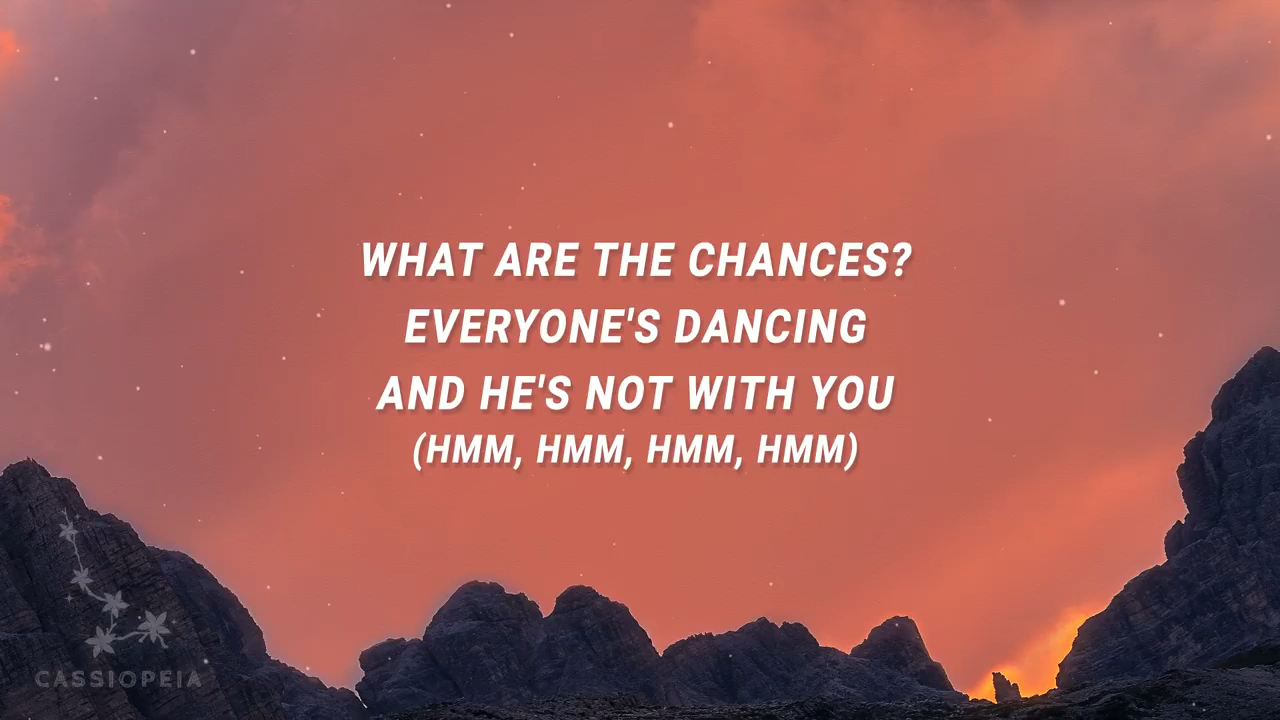 WHAT ARE THE CHANCES?
EVERYONE'S DANCING
AND HE'S NOT WITH YOU
(HMM, HMM, HMM, HMM)
CASSIOPEIA